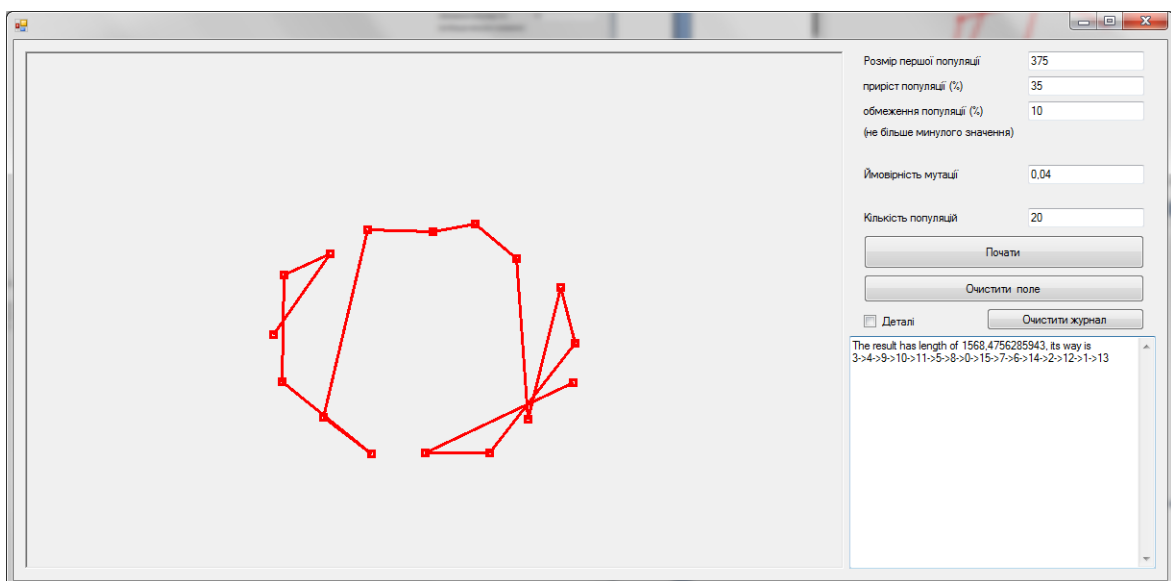 Розмір першої популяції 375
приріст популяції (%) 35
обмеження популяції (%) 10
(не більше минулого значення)
Ймовірність мутації 0,04
Кількість популяцій 20
Почати
Очистити поле
Деталі Очистити журнал
The result has length of 1568,4756285943, its way is
3->4->9->10->11->5->8->0->15->7->6->14->2->12->1->13